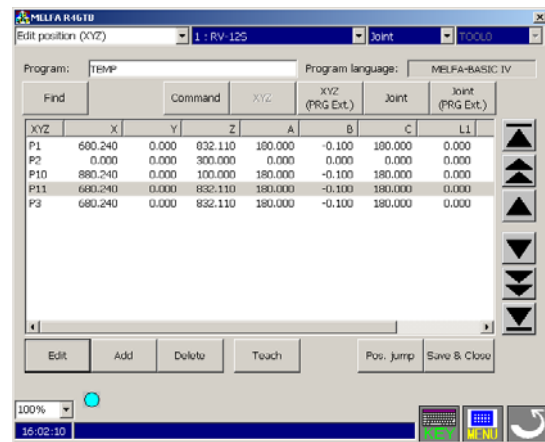 MELFA R46TB
Edit position (XYZ) 1 : RV-12S Joint TOOL0
Program: TEMP Program language: MELFA-BASIC IV
Find Command XYZ XYZ (PRG Ext.) Joint Joint (PRG Ext.)
XYZ X Y Z A B C L1
P1 680.240 0.000 832.110 180.000 -0.100 180.000 0.000
P2 0.000 0.000 300.000 0.000 0.000 0.000 0.000
P10 880.240 0.000 100.000 180.000 -0.100 180.000 0.000
P11 680.240 0.000 832.110 180.000 -0.100 180.000 0.000
P3 680.240 0.000 832.110 180.000 -0.100 180.000 0.000
Edit Add Delete Teach Pos. jump Save & Close
100%
16:02:10 KEY MENU